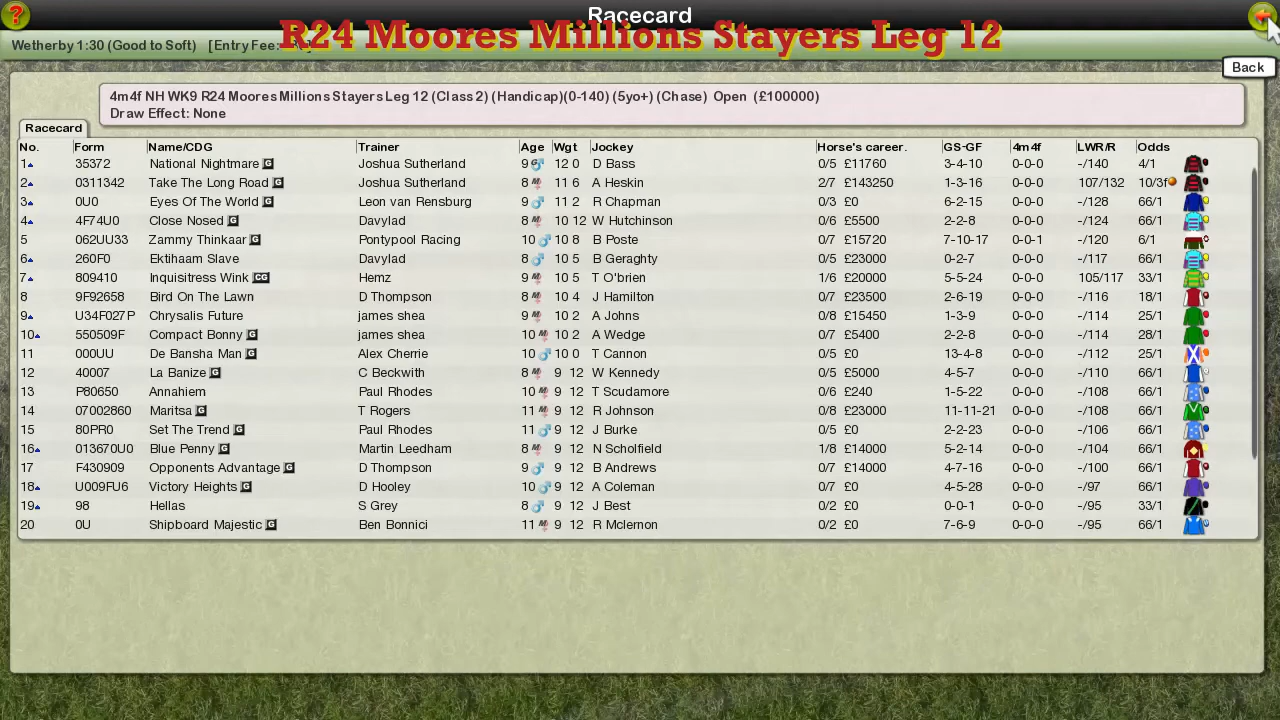 Racecard
R24 Moores Millions Stayers Leg 12
Wetherby 1:30 (Good to Soft) [Entry Fee:
Back
4m4f NH WK9 R24 Moores Millions Stayers Leg 12 (Class 2) (Handicap)(0-140) (5yo+) (Chase) Open (£100000)
Draw Effect: None
Racecard
No. Form Name/CDG Trainer Age Wgt Jockey Horse's career. GS-GF 4m4f LWR/R Odds
1 35372 National Nightmare G Joshua Sutherland 9 G 12 0 D Bass 0/5 £11760 3-4-10 0-0-0 -/140 4/1
2 0311342 Take The Long Road G Joshua Sutherland 8 M 11 6 A Heskin 2/7 £143250 1-3-16 0-0-0 107/132 10/3f
3 0U0 Eyes Of The World G Leon van Rensburg 9 11 2 R Chapman 0/3 £0 6-2-15 0-0-0 -/128 66/1
4 4F74U0 Close Nosed G Davylad 8 M 10 12 W Hutchinson 0/6 £5500 2-2-8 0-0-0 -/124 66/1
5 062UU33 Zammy Thinkaar G Pontypool Racing 10 10 8 B Poste 0/7 £15720 7-10-17 0-0-1 -/120 6/1
6 260F0 Ektihaam Slave Davylad 8 10 5 B Geraghty 0/5 £23000 0-2-7 0-0-0 -/117 66/1
7 809410 Inquisitress Wink CG Hemz 9 M 10 5 T O'brien 1/6 £20000 5-5-24 0-0-0 105/117 33/1
8 9F92658 Bird On The Lawn D Thompson 8 M 10 4 J Hamilton 0/7 £23500 2-6-19 0-0-0 -/116 18/1
9 U34F027P Chrysalis Future james shea 9 M 10 2 A Johns 0/8 £15450 1-3-9 0-0-0 -/114 25/1
10 550509F Compact Bonny G james shea 10 M 10 2 A Wedge 0/7 £5400 2-2-8 0-0-0 -/114 28/1
11 000UU De Bansha Man G Alex Cherrie 10 10 0 T Cannon 0/5 £0 13-4-8 0-0-0 -/112 25/1
12 40007 La Banize G C Beckwith 8 M 9 12 W Kennedy 0/5 £5000 4-5-7 0-0-0 -/110 66/1
13 P80650 Annahiem Paul Rhodes 10 M 9 12 T Scudamore 0/6 £240 1-5-22 0-0-0 -/108 66/1
14 07002860 Maritsa G T Rogers 11 M 9 12 R Johnson 0/8 £23000 11-11-21 0-0-0 -/108 66/1
15 80PR0 Set The Trend G Paul Rhodes 11 9 12 J Burke 0/5 £0 2-2-23 0-0-0 -/106 66/1
16 013670U0 Blue Penny G Martin Leedham 8 M 9 12 N Scholfield 1/8 £14000 5-2-14 0-0-0 -/104 66/1
17 F430909 Opponents Advantage G D Thompson 9 9 12 B Andrews 0/7 £14000 4-7-16 0-0-0 -/100 66/1
18 U009FU6 Victory Heights G D Hooley 10 9 12 A Coleman 0/7 £0 4-5-28 0-0-0 -/97 66/1
19 98 Hellas S Grey 8 9 12 J Best 0/2 £0 0-0-1 0-0-0 -/95 33/1
20 0U Shipboard Majestic G Ben Bonnici 11 M 9 12 R Mclernon 0/2 £0 7-6-9 0-0-0 -/95 66/1